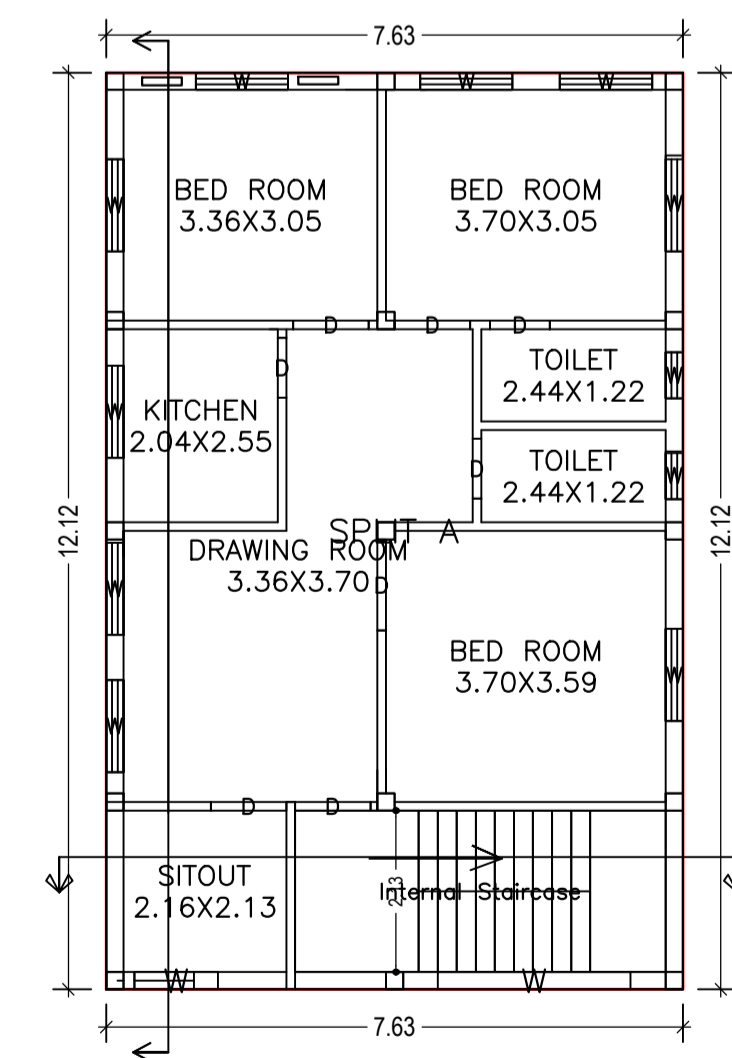 7.63
W
W
W
BED ROOM
3.36X3.05
BED ROOM
3.70X3.05
W
W
D
D
D
D
TOILET
2.44X1.22
W
KITCHEN
2.04X2.55
W
TOILET
2.44X1.22
D
W
12.12
12.12
SPLIT A
DRAWING ROOM
3.36X3.70
D
W
BED ROOM
3.70X3.59
W
W
D
D
SITOUT
2.16X2.13
Internal Staircase
2.13
W
W
7.63